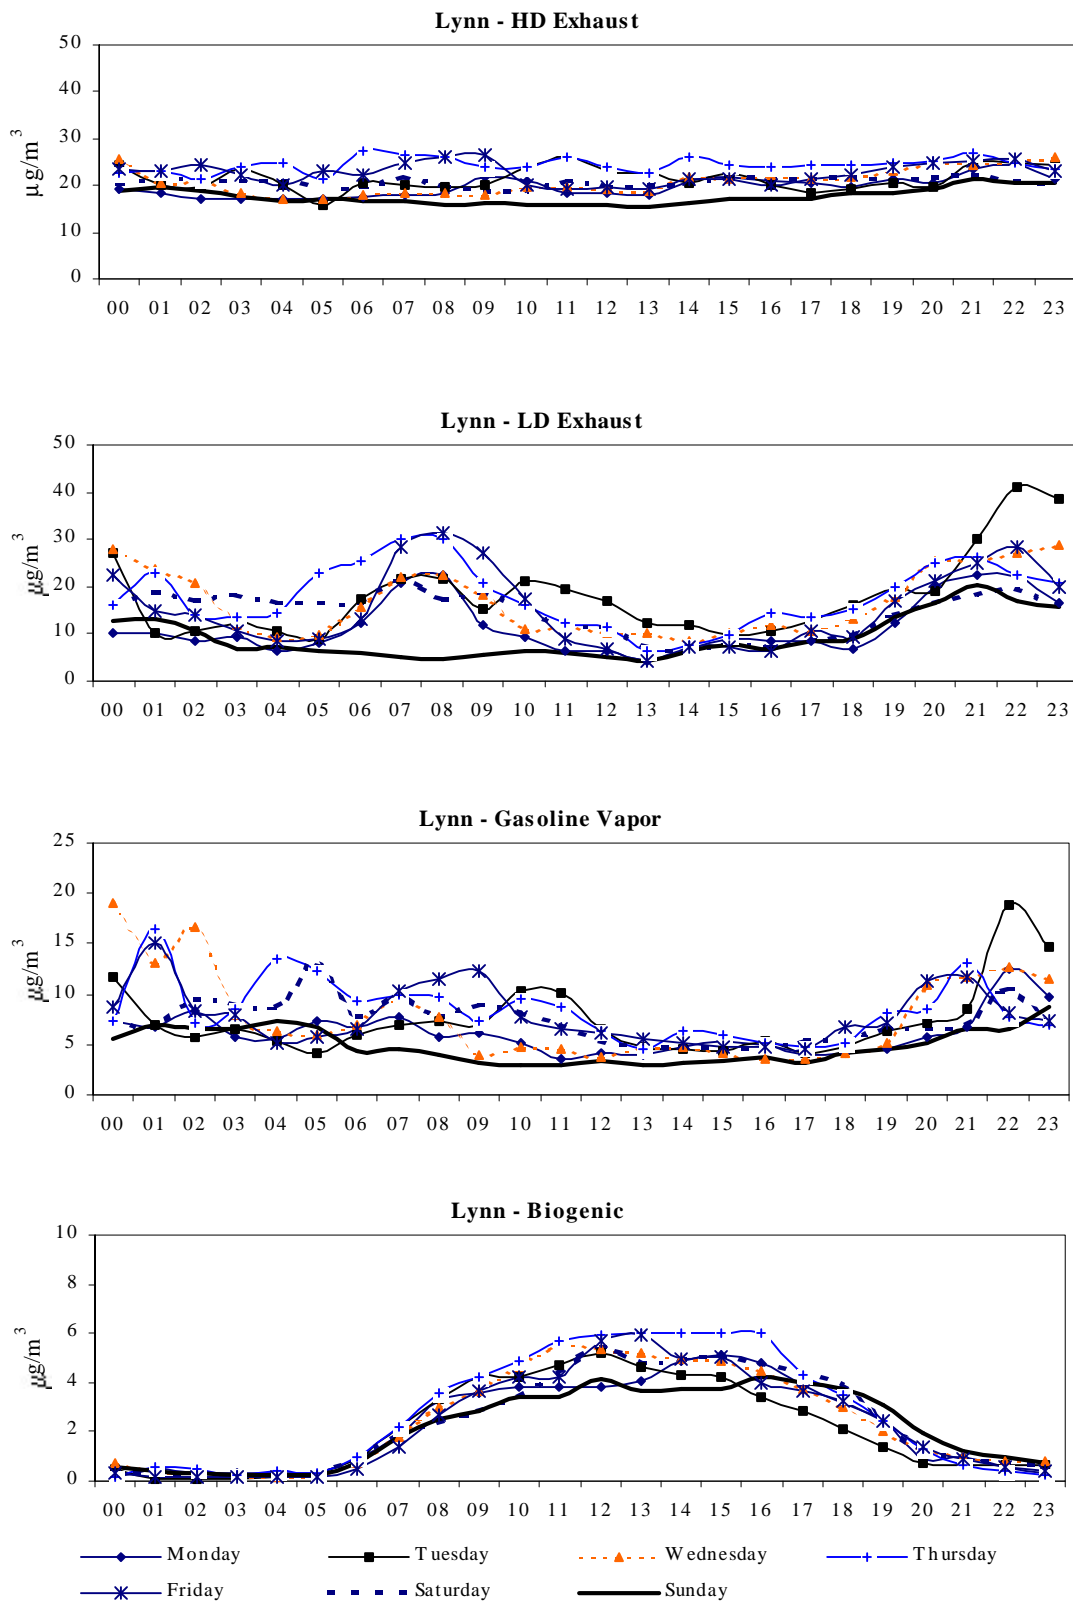 Lynn - HD Exhaust
50
40
30
20
10
0
µg/m3
00 01 02 03 04 05 06 07 08 09 10 11 12 13 14 15 16 17 18 19 20 21 22 23
Lynn - LD Exhaust
50
40
30
20
10
0
µg/m3
00 01 02 03 04 05 06 07 08 09 10 11 12 13 14 15 16 17 18 19 20 21 22 23
Lynn - Gasoline Vapor
25
20
15
10
5
0
µg/m3
00 01 02 03 04 05 06 07 08 09 10 11 12 13 14 15 16 17 18 19 20 21 22 23
Lynn - Biogenic
10
8
6
4
2
0
µg/m3
00 01 02 03 04 05 06 07 08 09 10 11 12 13 14 15 16 17 18 19 20 21 22 23
Monday Tuesday Wednesday Thursday
Friday Saturday Sunday